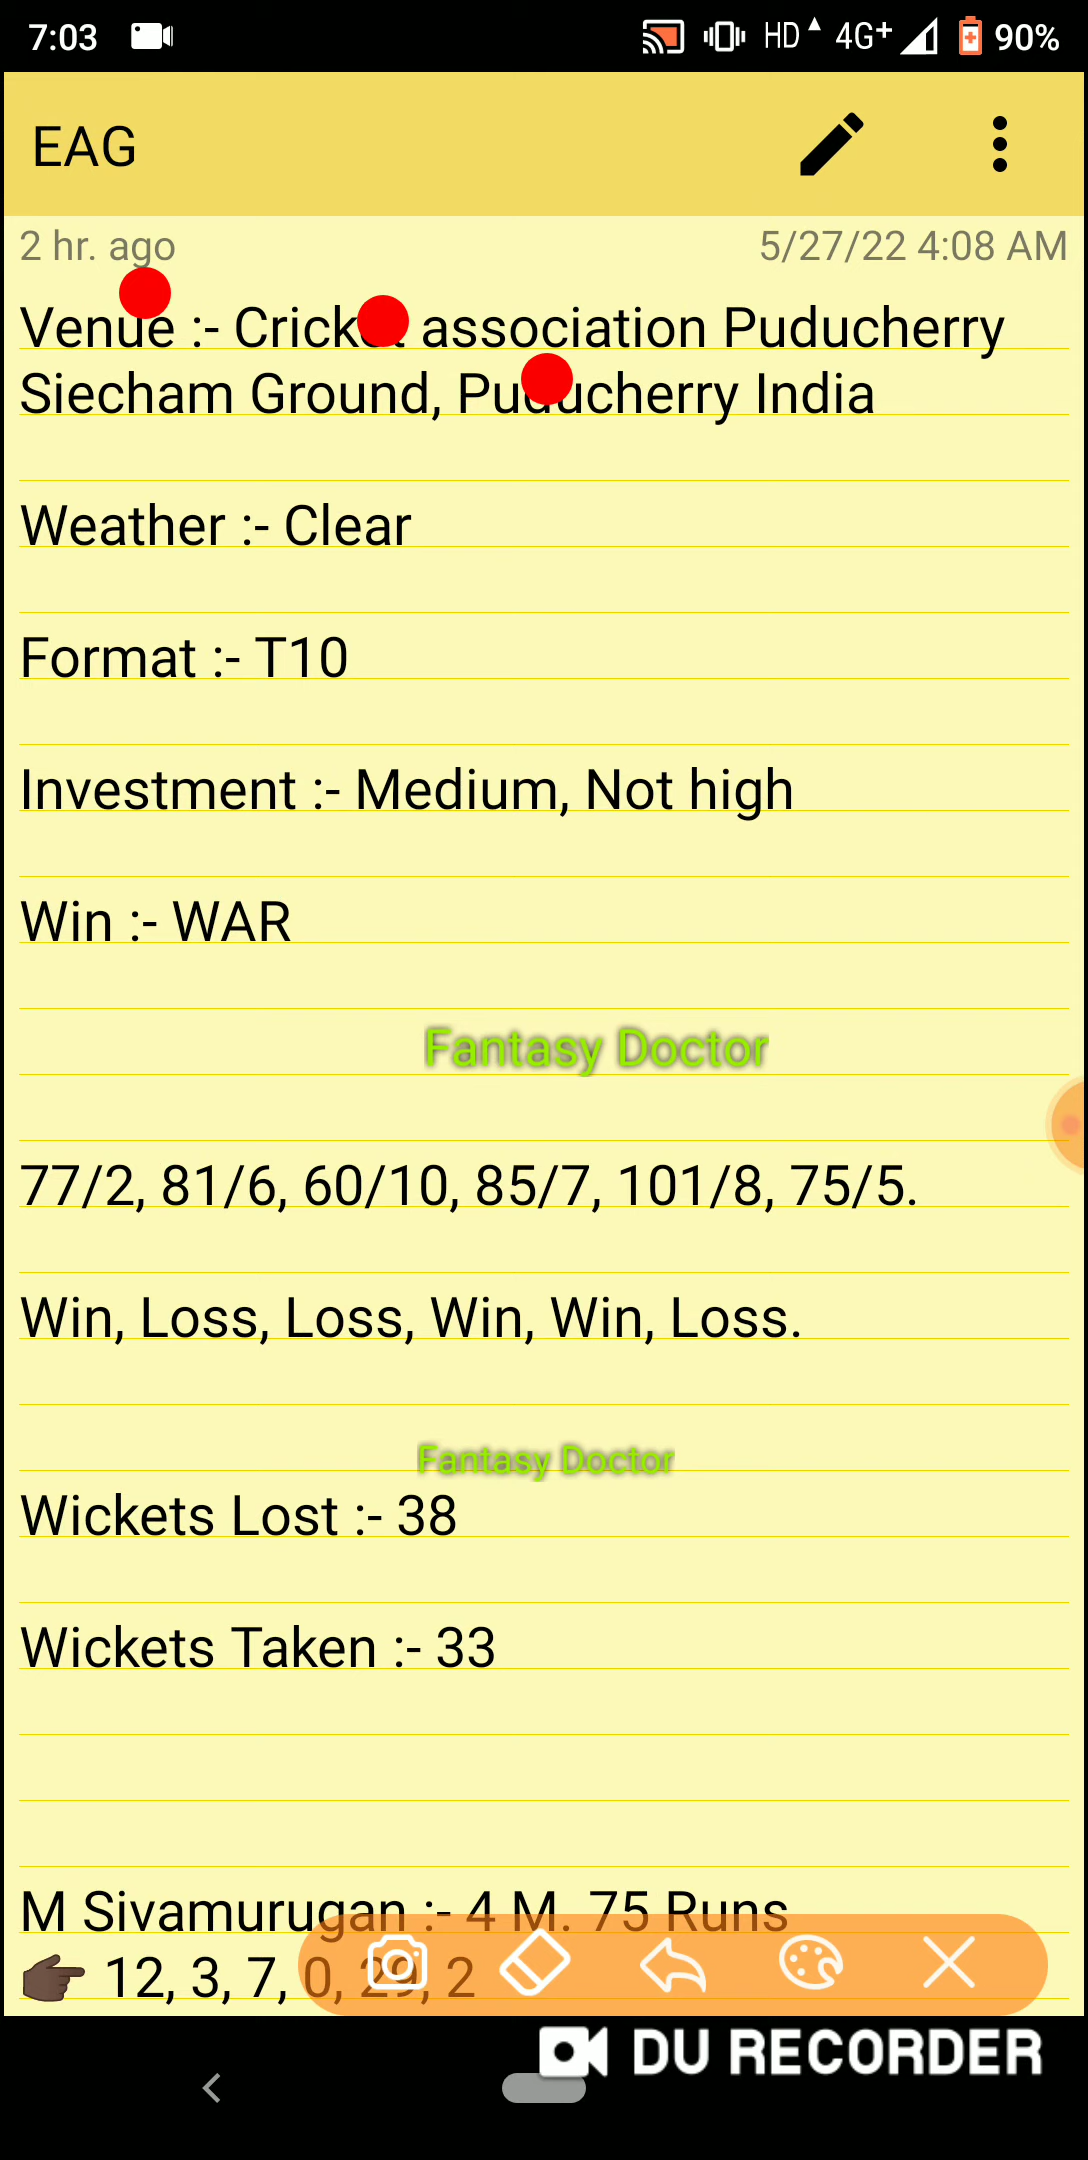 7:03 HD 4G+ 90%
EAG
2 hr. ago 5/27/22 4:08 AM
Venue :- Cricket association Puducherry
Siecham Ground, Puducherry India
Weather :- Clear
Format :- T10
Investment :- Medium, Not high
Win :- WAR
Fantasy Doctor
77/2, 81/6, 60/10, 85/7, 101/8, 75/5.
Win, Loss, Loss, Win, Win, Loss.
Fantasy Doctor
Wickets Lost :- 38
Wickets Taken :- 33
M Sivamurugan :- 4 M. 75 Runs
12, 3, 7, 0, 29, 2
DU RECORDER